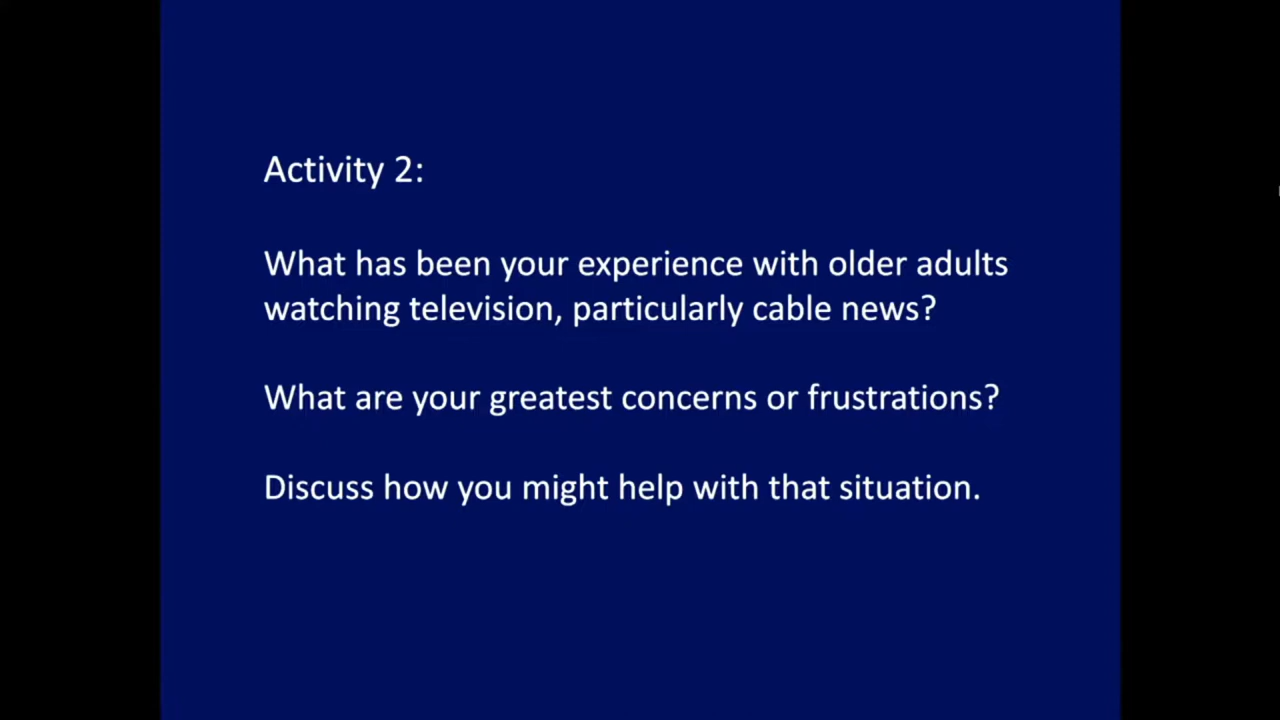 Activity 2:
What has been your experience with older adults
watching television, particularly cable news?
What are your greatest concerns or frustrations?
Discuss how you might help with that situation.